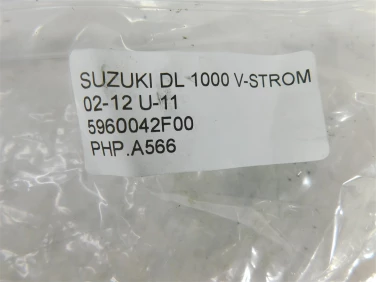 SUZUKI DL 1000 V-STROM
02-12 U-11
5960042F00
PHP.A566